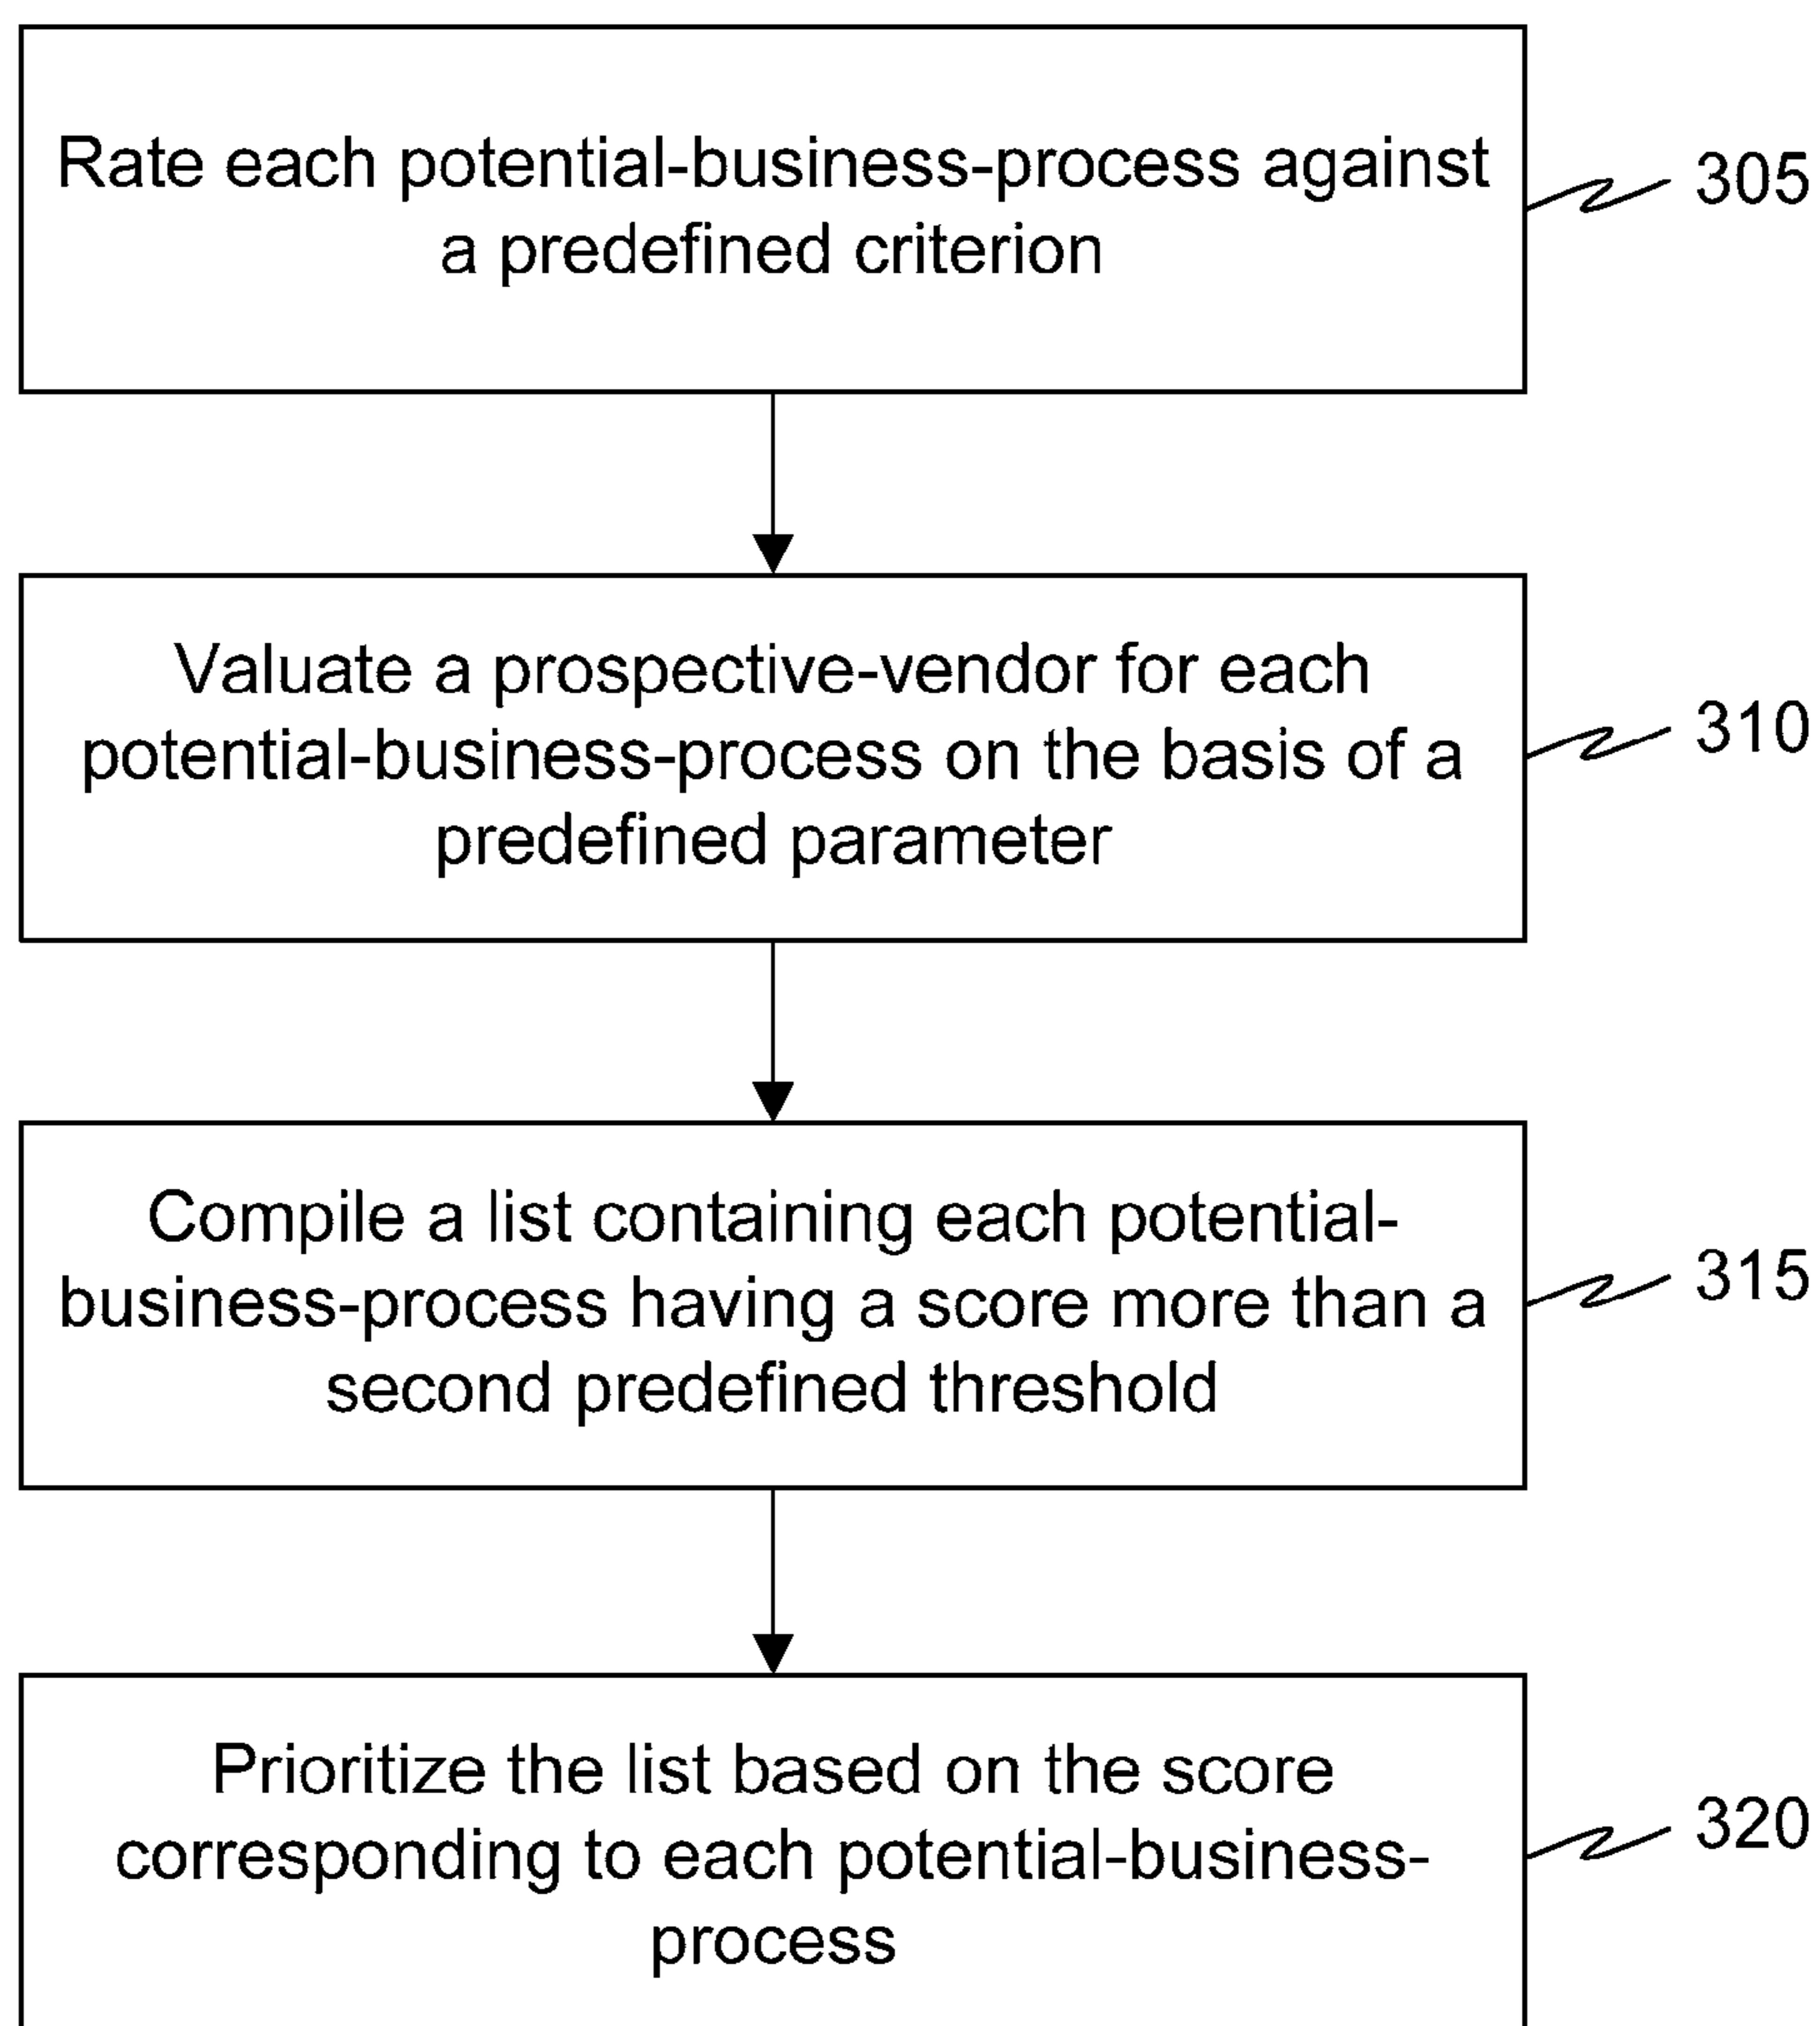 Rate each potential-business-process against
a predefined criterion
305
Valuate a prospective-vendor for each
potential-business-process on the basis of a
predefined parameter
310
Compile a list containing each potential-
business-process having a score more than a
second predefined threshold
315
Prioritize the list based on the score
corresponding to each potential-business-
process
320